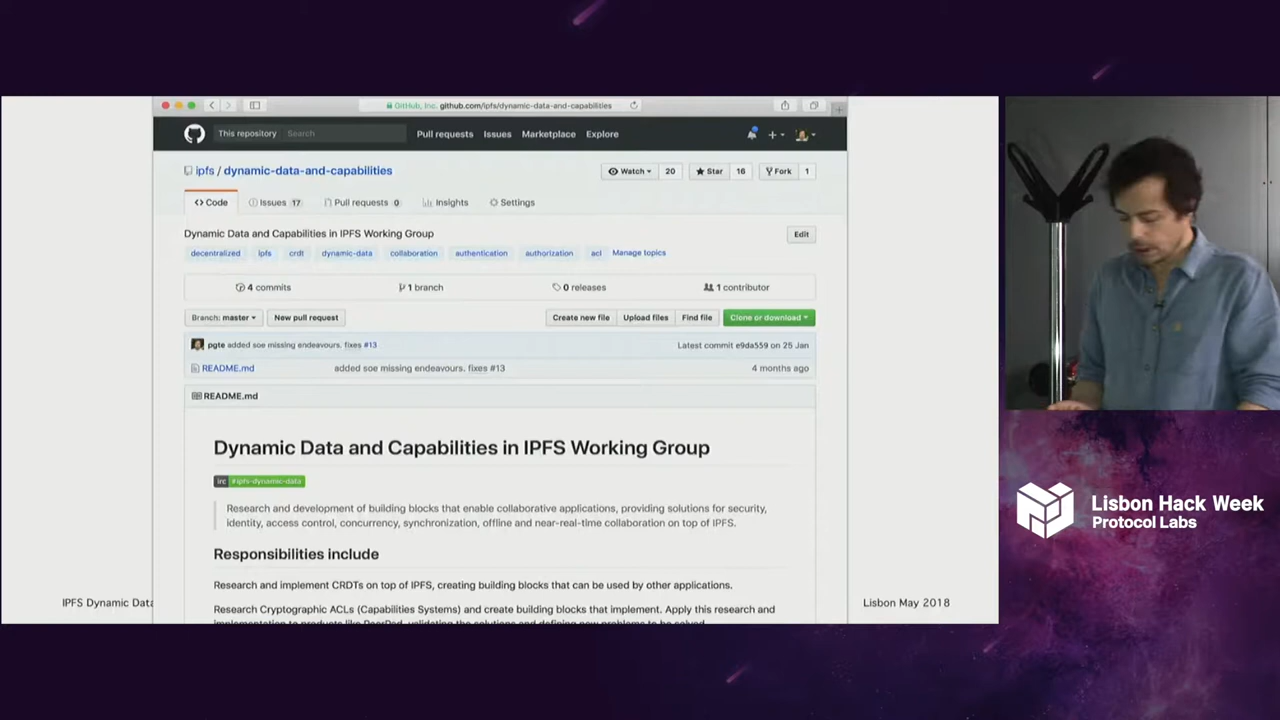 GitHub, Inc. github.com/ipfs/dynamic-data-and-capabilities
This repository Search Pull requests Issues Marketplace Explore
ipfs / dynamic-data-and-capabilities Watch 20 Star 16 Fork 1
Code Issues 17 Pull requests 0 Insights Settings
Dynamic Data and Capabilities in IPFS Working Group Edit
decentralized ipfs crdt dynamic-data collaboration authentication authorization acl Manage topics
4 commits 1 branch 0 releases 1 contributor
Branch: master New pull request Create new file Upload files Find file Clone or download
pgte added soe missing endeavours. fixes #13 Latest commit e9da559 on 25 Jan
README.md added soe missing endeavours. fixes #13 4 months ago
README.md
Dynamic Data and Capabilities in IPFS Working Group
irc #ipfs-dynamic-data
Research and development of building blocks that enable collaborative applications, providing solutions for security,
identity, access control, concurrency, synchronization, offline and near-real-time collaboration on top of IPFS.
Responsibilities include
Research and implement CRDTs on top of IPFS, creating building blocks that can be used by other applications.
Research Cryptographic ACLs (Capabilities Systems) and create building blocks that implement. Apply this research and
IPFS Dynamic Data
Lisbon May 2018
Lisbon Hack Week
Protocol Labs